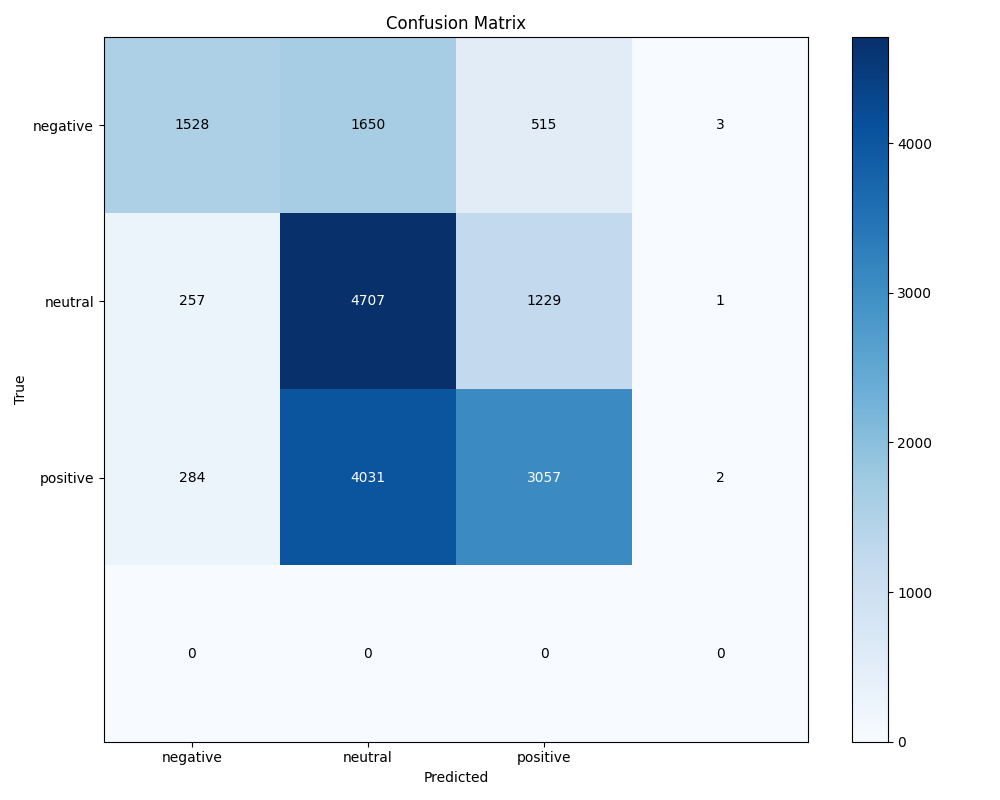 Confusion Matrix
negative 1528 1650 515 3
neutral 257 4707 1229 1
positive 284 4031 3057 2
0 0 0 0
negative neutral positive
Predicted
True
4000
3000
2000
1000
0